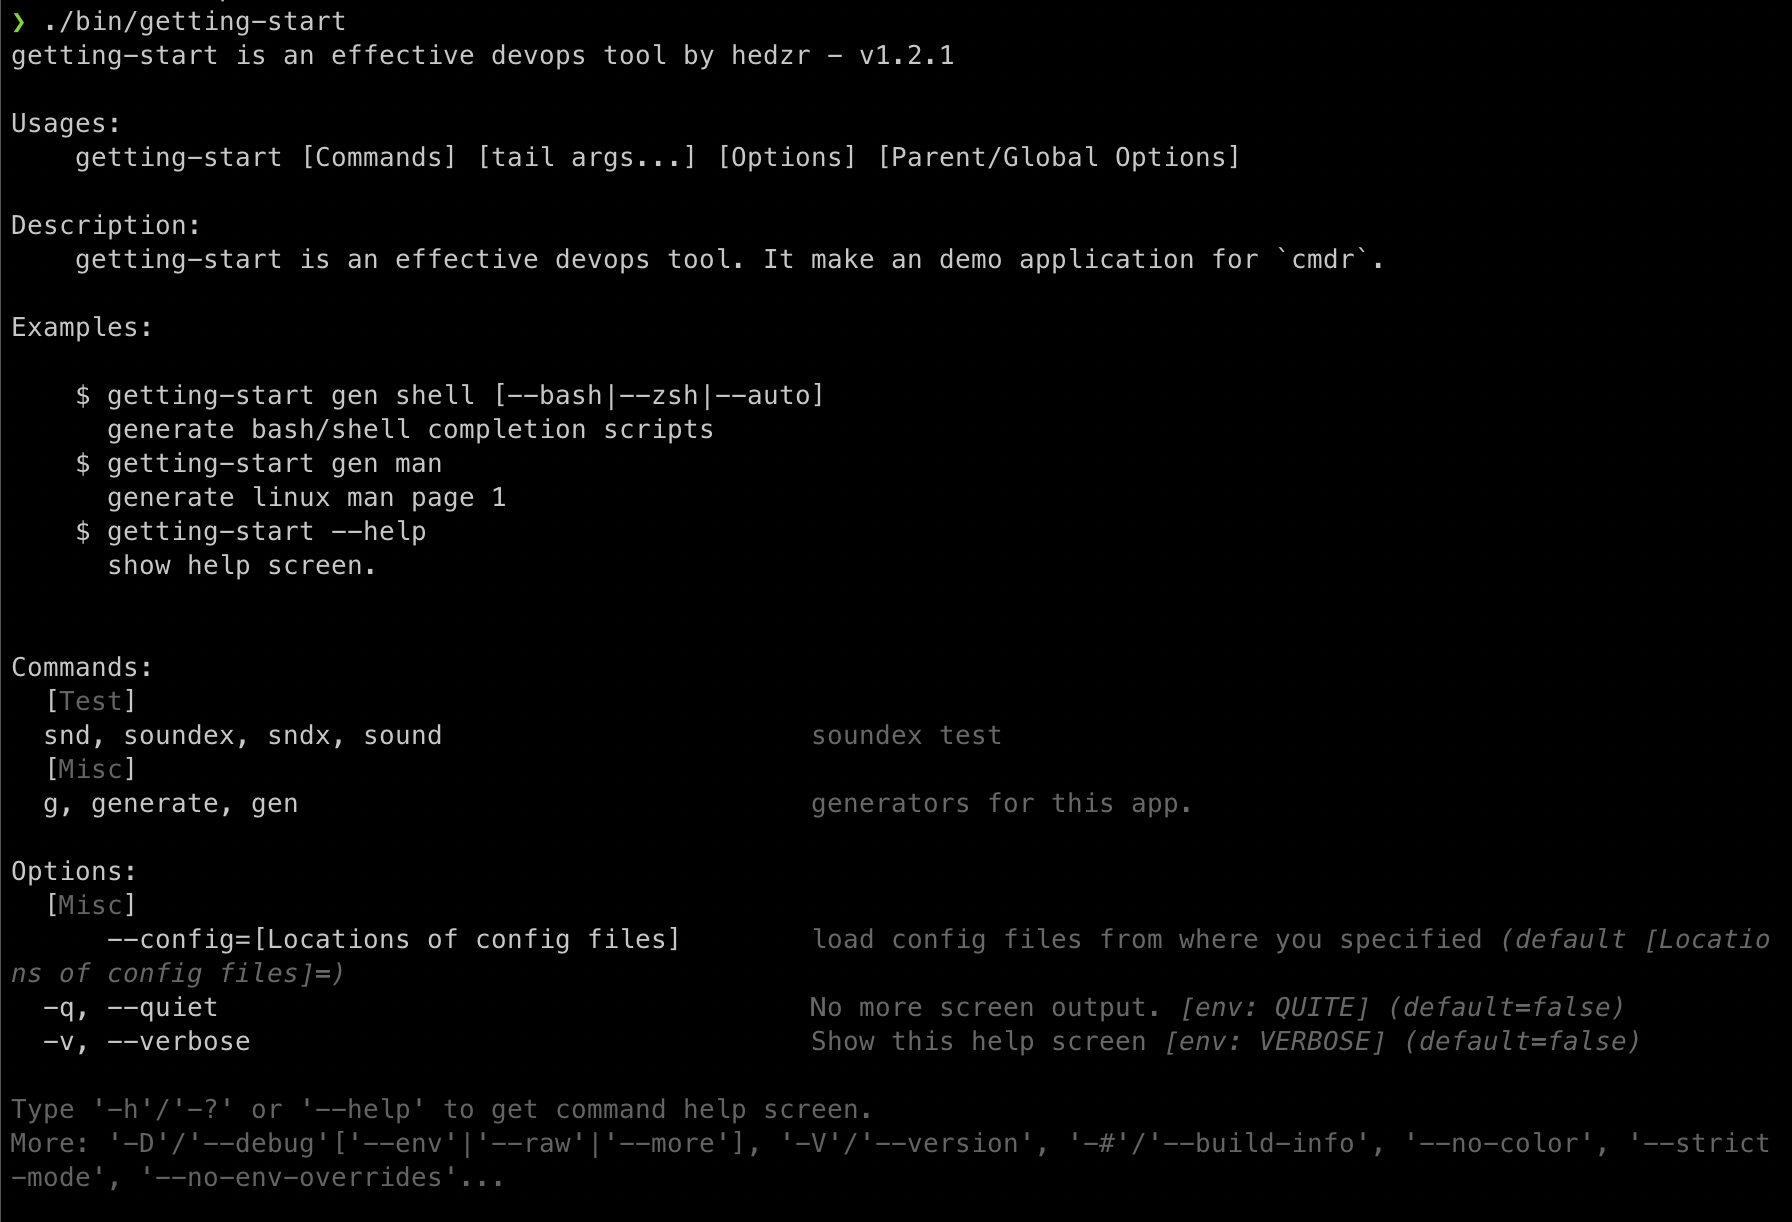 ❯ ./bin/getting-start
getting-start is an effective devops tool by hedzr - v1.2.1
Usages:
getting-start [Commands] [tail args...] [Options] [Parent/Global Options]
Description:
getting-start is an effective devops tool. It make an demo application for `cmdr`.
Examples:
$ getting-start gen shell [--bash|--zsh|--auto]
generate bash/shell completion scripts
$ getting-start gen man
generate linux man page 1
$ getting-start --help
show help screen.
Commands:
[Test]
snd, soundex, sndx, sound soundex test
[Misc]
g, generate, gen generators for this app.
Options:
[Misc]
--config=[Locations of config files] load config files from where you specified (default [Locatio
ns of config files]=)
-q, --quiet No more screen output. [env: QUITE] (default=false)
-v, --verbose Show this help screen [env: VERBOSE] (default=false)
Type '-h'/'-?' or '--help' to get command help screen.
More: '-D'/'--debug'['--env'|'--raw'|'--more'], '-V'/'--version', '-#'/'--build-info', '--no-color', '--strict
-mode', '--no-env-overrides'...